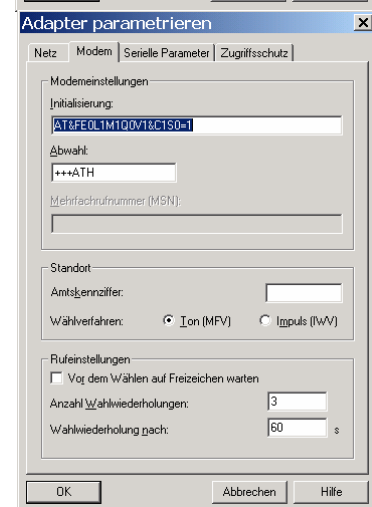 Adapter parametrieren
Netz Modem Serielle Parameter Zugriffsschutz
Modemeinstellungen
Initialisierung:
AT&FE0L1M1Q0V1&C1S0=1
Abwahl:
+++ATH
Mehrfachrufnummer (MSN):
Standort
Amtskennziffer:
Wählverfahren: Ton (MFV) Impuls (IWV)
Rufeinstellungen
Vor dem Wählen auf Freizeichen warten
Anzahl Wahlwiederholungen: 3
Wahlwiederholung nach: 60 s
OK Abbrechen Hilfe